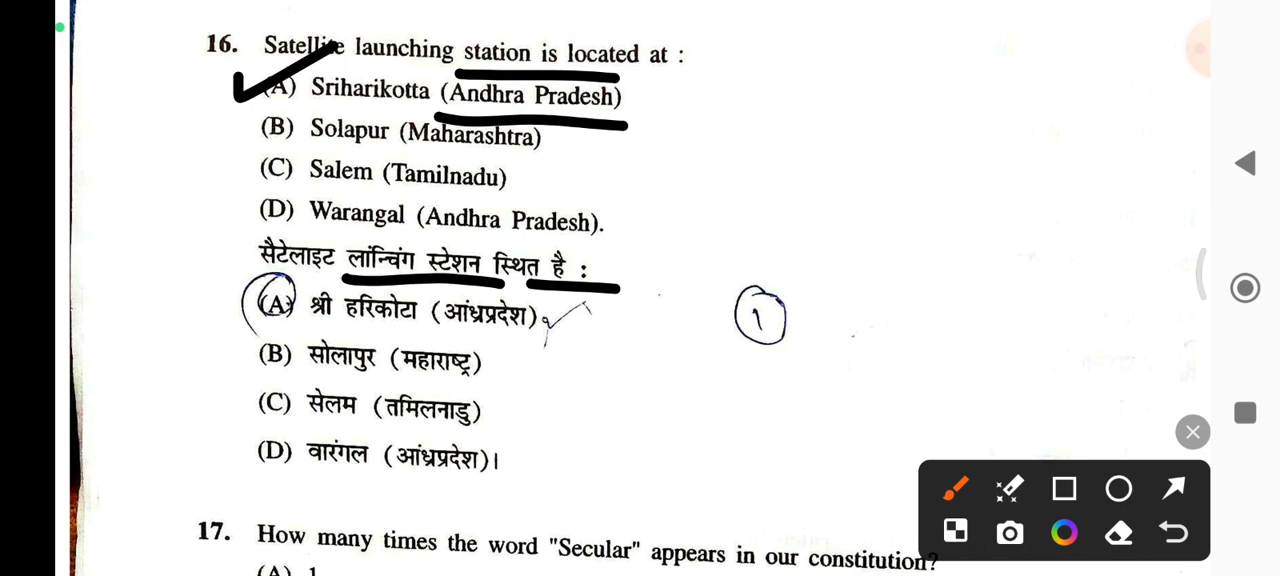 16. Satellite launching station is located at :
(A) Sriharikotta (Andhra Pradesh)
(B) Solapur (Maharashtra)
(C) Salem (Tamilnadu)
(D) Warangal (Andhra Pradesh).
सैटेलाइट लांन्चिंग स्टेशन स्थित है :
(A) श्री हरिकोटा (आंध्रप्रदेश)
(B) सोलापुर (महाराष्ट्र)
(C) सेलम (तमिलनाडु)
(D) वारंगल (आंध्रप्रदेश)।
1
17. How many times the word "Secular" appears in our constitution?
(A) 1